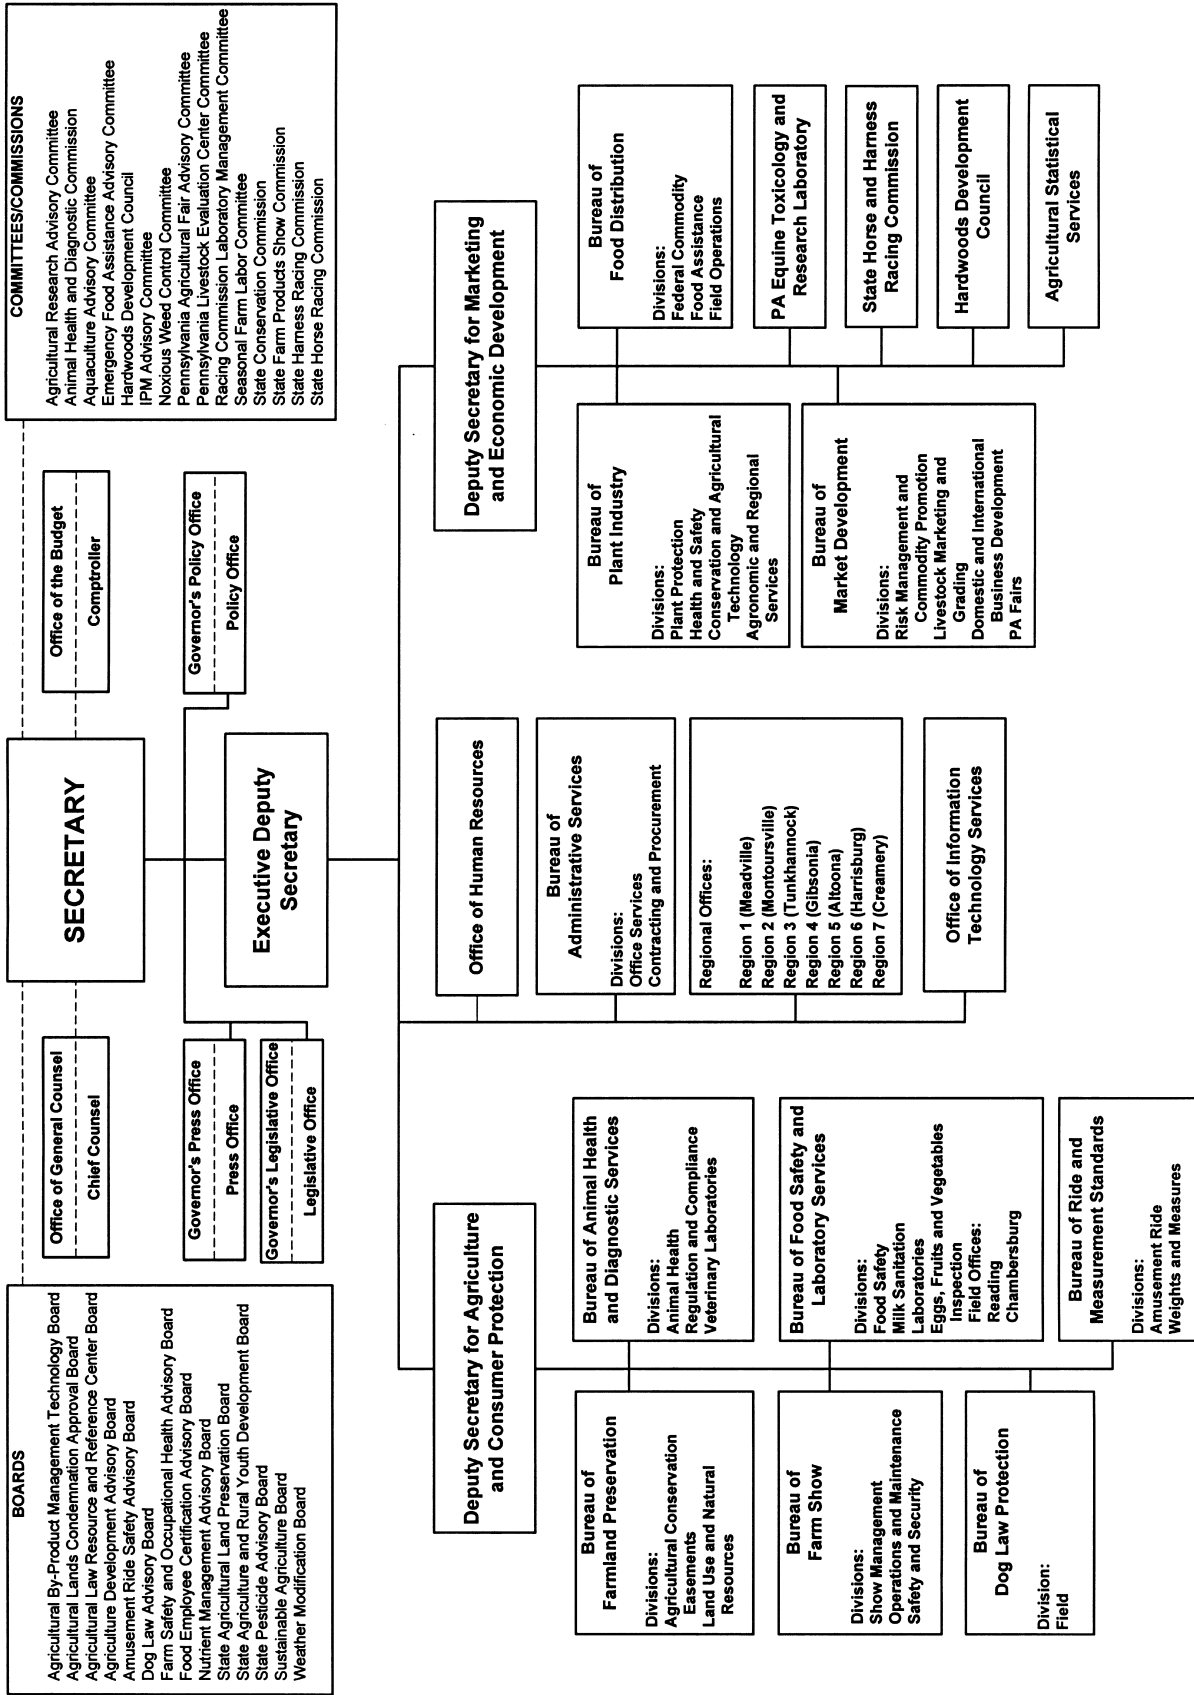 BOARDS
Agricultural By-Product Management Technology Board
Agricultural Lands Condemnation Approval Board
Agricultural Law Resource and Reference Center Board
Agriculture Development Advisory Board
Amusement Ride Safety Advisory Board
Dog Law Advisory Board
Farm Safety and Occupational Health Advisory Board
Food Employee Certification Advisory Board
Nutrient Management Advisory Board
State Agricultural Land Preservation Board
State Agriculture and Rural Youth Development Board
State Pesticide Advisory Board
Sustainable Agriculture Board
Weather Modification Board
Office of General Counsel
Chief Counsel
SECRETARY
Office of the Budget
Comptroller
COMMITTEES/COMMISSIONS
Agricultural Research Advisory Committee
Animal Health and Diagnostic Commission
Aquaculture Advisory Committee
Emergency Food Assistance Advisory Committee
Hardwoods Development Council
IPM Advisory Committee
Noxious Weed Control Committee
Pennsylvania Agricultural Fair Advisory Committee
Pennsylvania Livestock Evaluation Center Committee
Racing Commission Laboratory Management Committee
Seasonal Farm Labor Committee
State Conservation Commission
State Farm Products Show Commission
State Harness Racing Commission
State Horse Racing Commission
Governor's Press Office
Press Office
Governor's Legislative Office
Legislative Office
Governor's Policy Office
Policy Office
Executive Deputy
Secretary
Deputy Secretary for Agriculture
and Consumer Protection
Bureau of
Farmland Preservation
Divisions:
Agricultural Conservation
Easements
Land Use and Natural
Resources
Bureau of Animal Health
and Diagnostic Services
Divisions:
Animal Health
Regulation and Compliance
Veterinary Laboratories
Bureau of
Farm Show
Divisions:
Show Management
Operations and Maintenance
Safety and Security
Bureau of Food Safety and
Laboratory Services
Divisions:
Food Safety
Milk Sanitation
Laboratories
Eggs, Fruits and Vegetables
Inspection
Field Offices:
Reading
Chambersburg
Bureau of
Dog Law Protection
Division:
Field
Bureau of Ride and
Measurement Standards
Divisions:
Amusement Ride
Weights and Measures
Office of Human Resources
Bureau of
Administrative Services
Divisions:
Office Services
Contracting and Procurement
Regional Offices:
Region 1 (Meadville)
Region 2 (Montoursville)
Region 3 (Tunkhannock)
Region 4 (Gibsonia)
Region 5 (Altoona)
Region 6 (Harrisburg)
Region 7 (Creamery)
Office of Information
Technology Services
Deputy Secretary for Marketing
and Economic Development
Bureau of
Plant Industry
Divisions:
Plant Protection
Health and Safety
Conservation and Agricultural
Technology
Agronomic and Regional
Services
Bureau of
Food Distribution
Divisions:
Federal Commodity
Food Assistance
Field Operations
PA Equine Toxicology and
Research Laboratory
Bureau of
Market Development
Divisions:
Risk Management and
Commodity Promotion
Livestock Marketing and
Grading
Domestic and International
Business Development
PA Fairs
State Horse and Harness
Racing Commission
Hardwoods Development
Council
Agricultural Statistical
Services